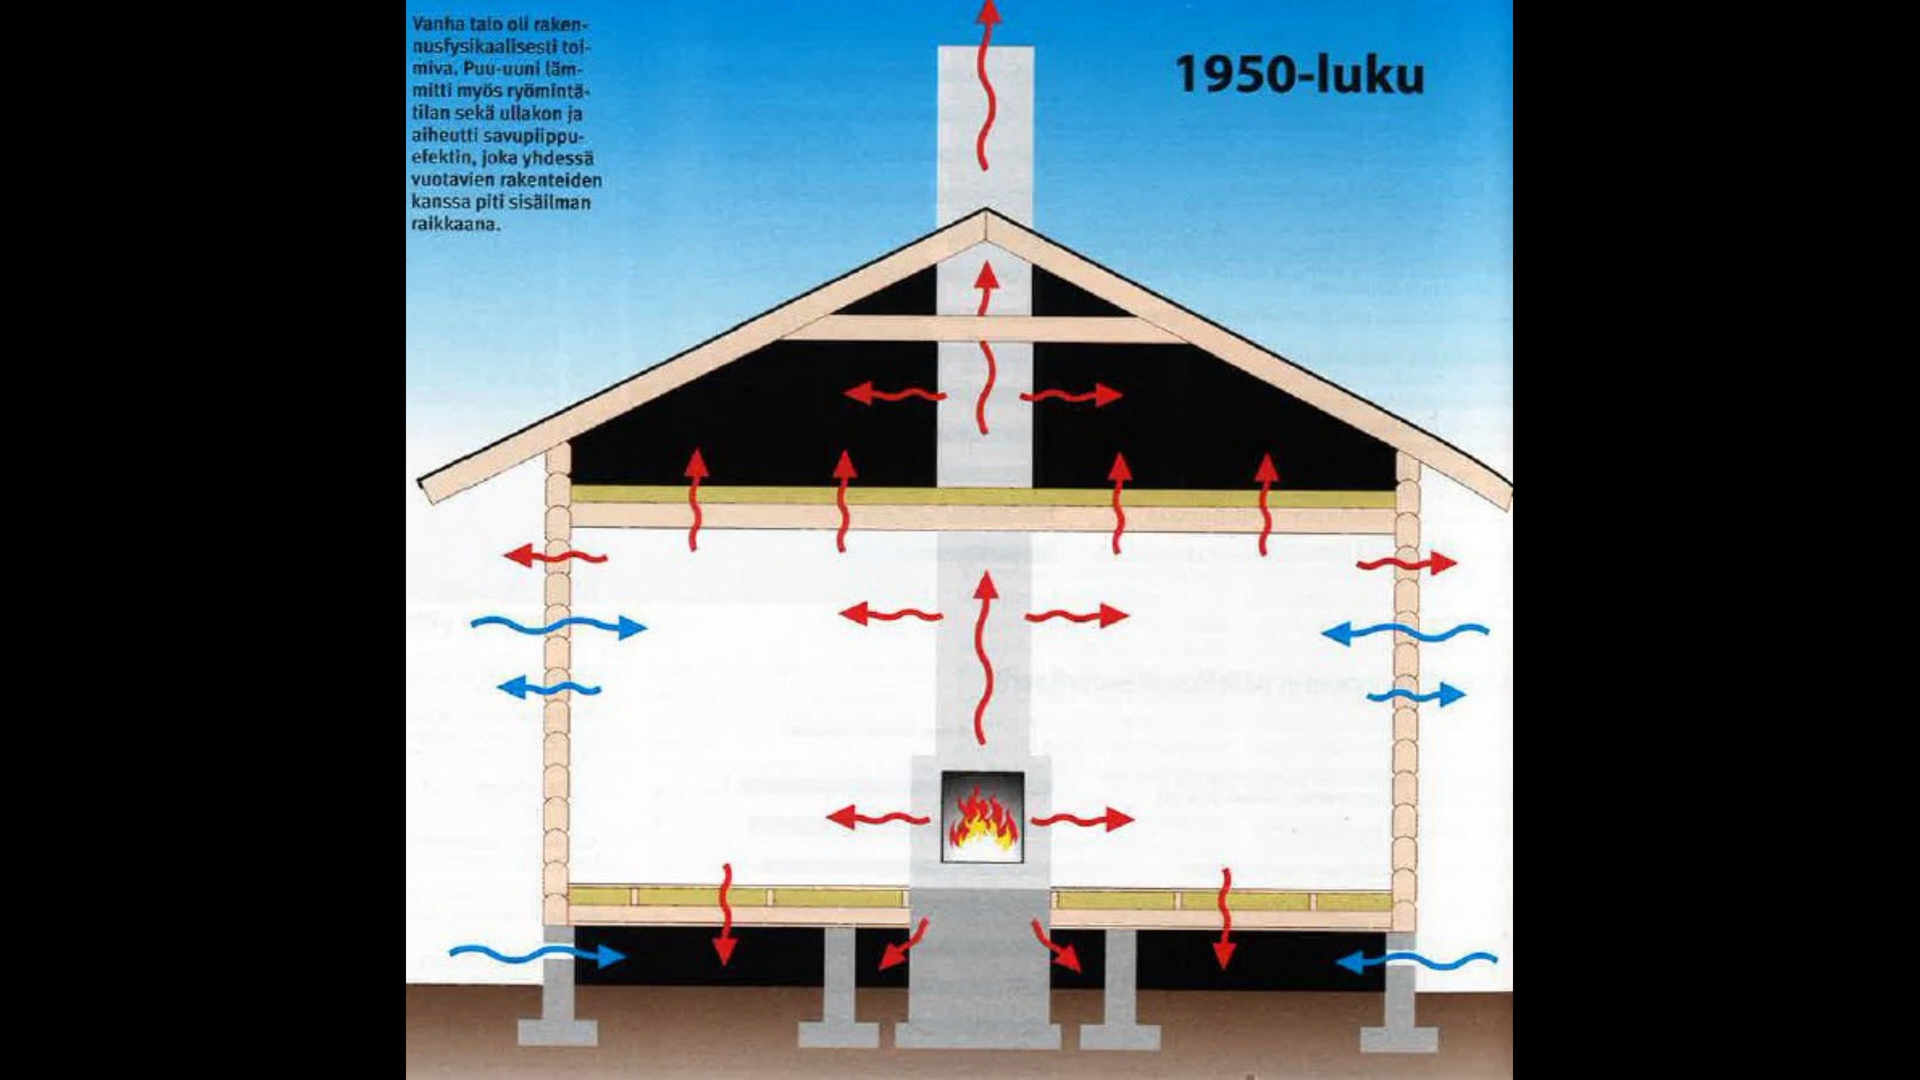 Vanha talo oli raken-
nusfysikaalisesti toi-
miva. Puu-uuni läm-
mitti myös ryömintä-
tilan sekä ullakon ja
aiheutti savupiippu-
efektin, joka yhdessä
vuotavien rakenteiden
kanssa piti sisäilman
raikkaana.
1950-luku